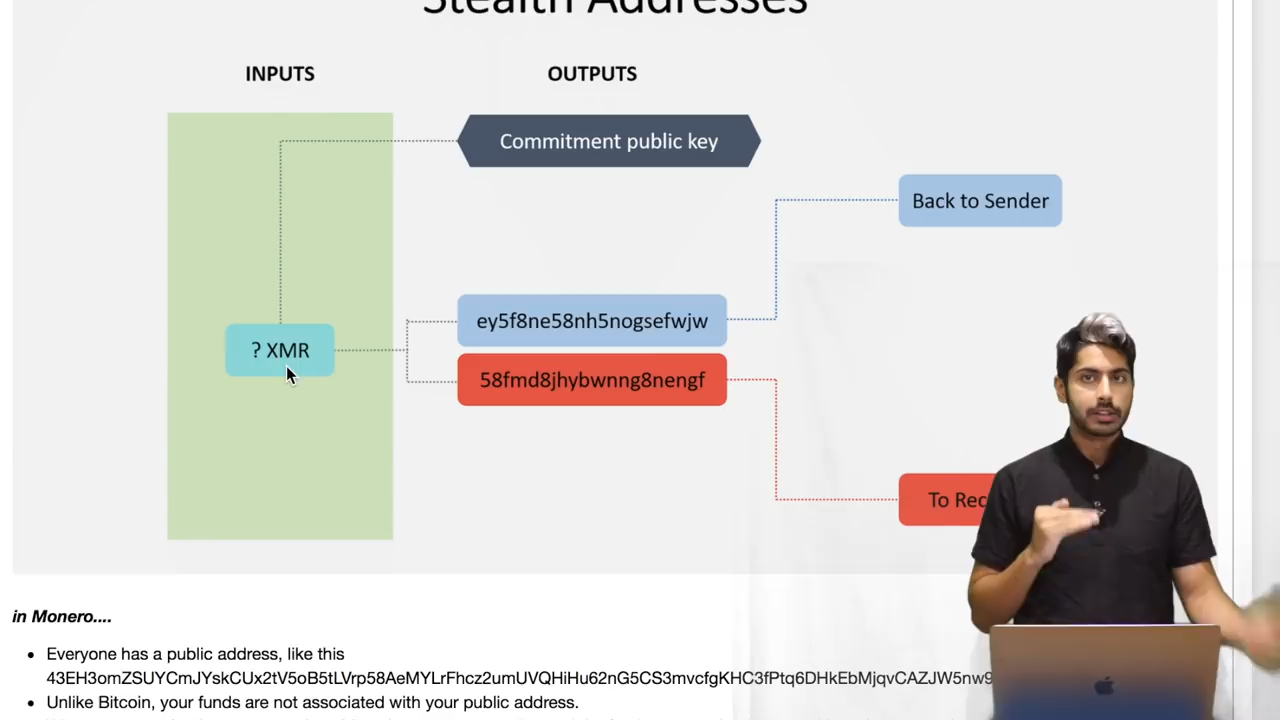 Stealth Addresses
INPUTS
OUTPUTS
Commitment public key
Back to Sender
ey5f8ne58nh5nogsefwjw
? XMR
58fmd8jhybwnng8nengf
To Rec
in Monero....
• Everyone has a public address, like this
43EH3omZSUYCmJYskCUx2tV5oB5tLVrp58AeMYLrFhcz2umUVQHiHu62nG5CS3mvcfgKHC3fPtq6DHkEbMjqvCAZJW5nw9
• Unlike Bitcoin, your funds are not associated with your public address.